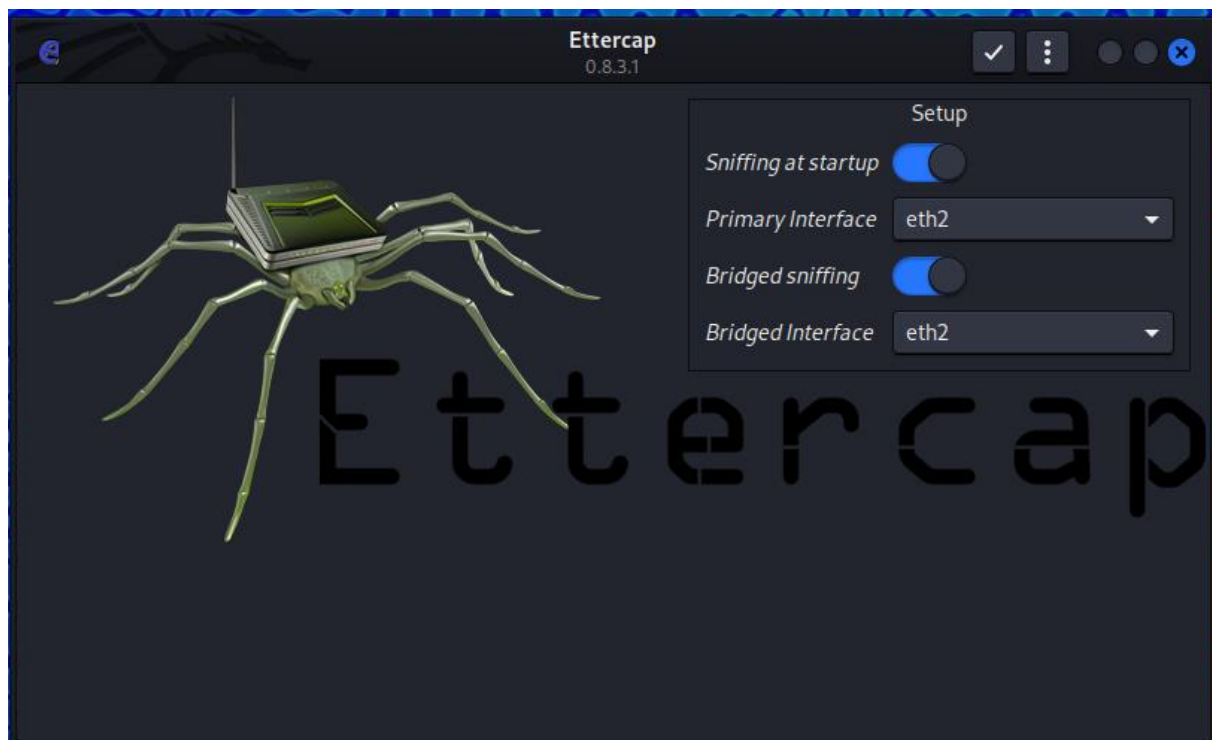 Ettercap
0.8.3.1
Setup
Sniffing at startup
Primary Interface eth2
Bridged sniffing
Bridged Interface eth2
Ettercap